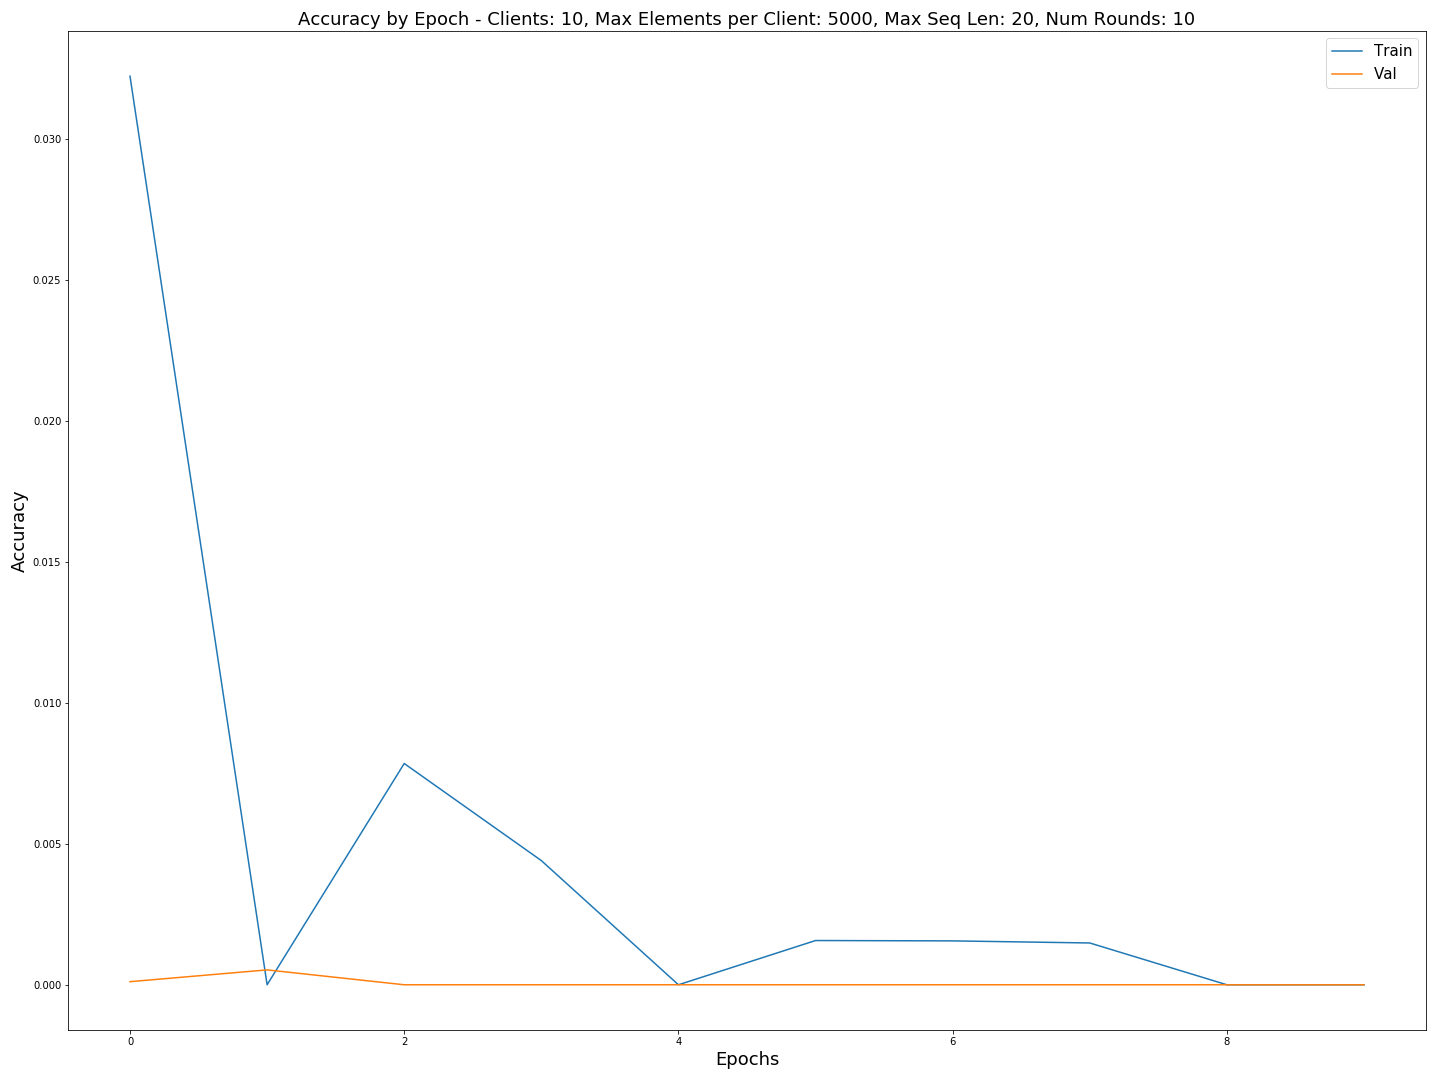 Accuracy by Epoch - Clients: 10, Max Elements per Client: 5000, Max Seq Len: 20, Num Rounds: 10
Train
Val
0.030
0.025
0.020
0.015
0.010
0.005
0.000
Accuracy
0 2 4 6 8
Epochs